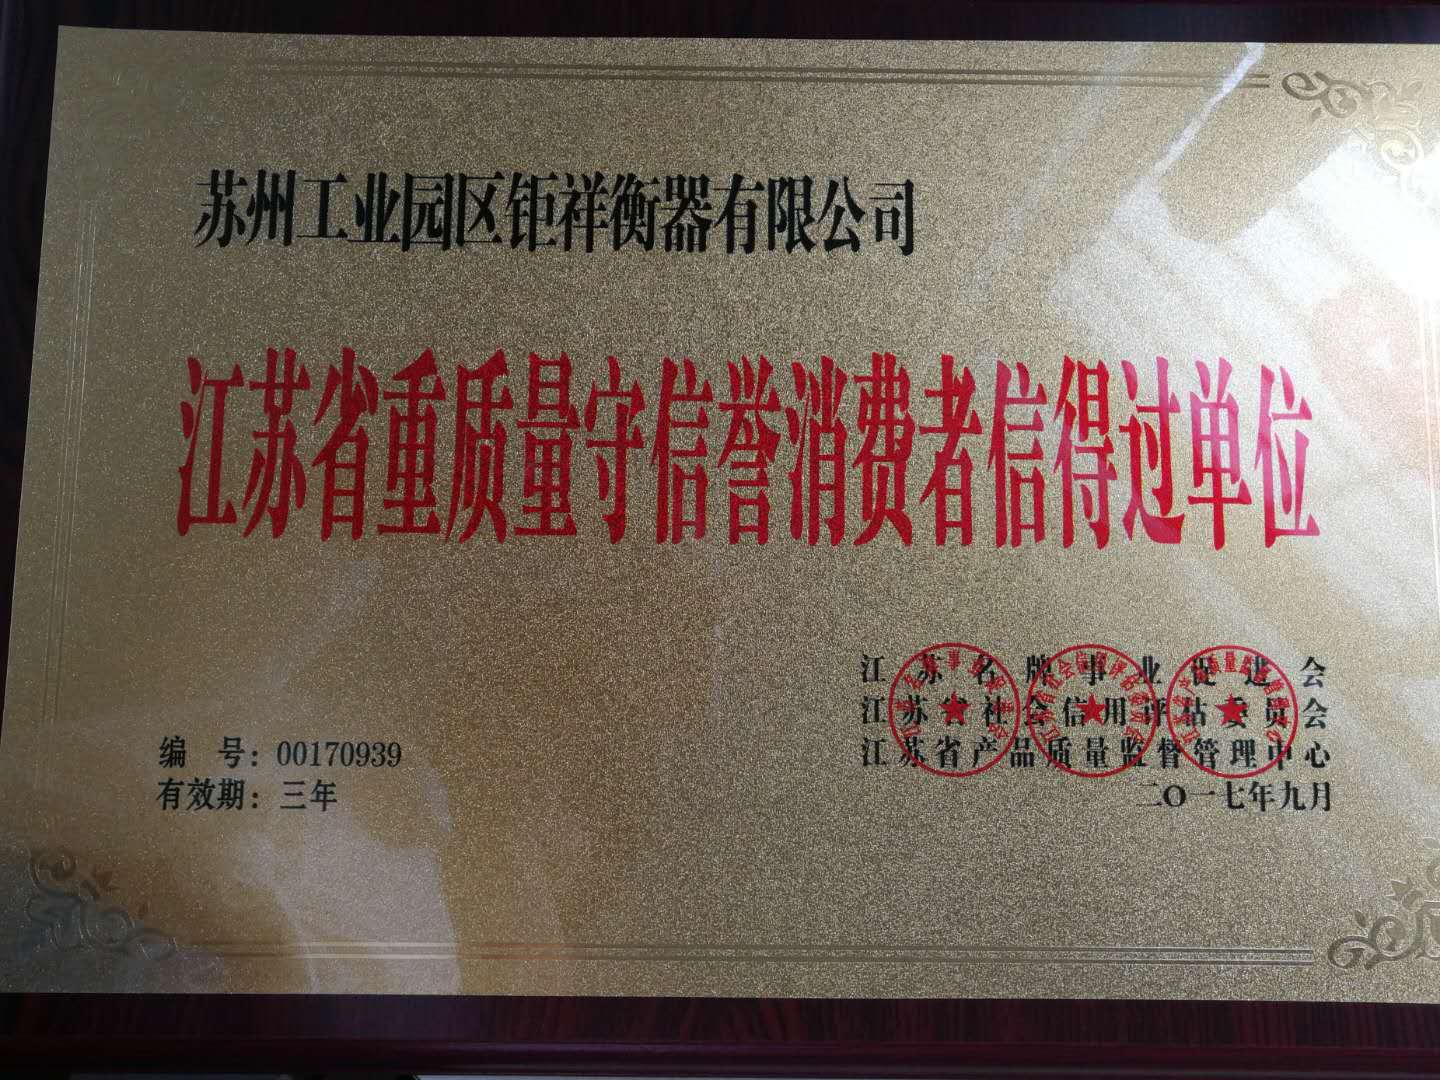 苏州工业园区钜祥衡器有限公司
江苏省重质量守信誉消费者信得过单位
江苏名牌事业促进会
江苏省社会信用评估委员会
江苏省产品质量监督管理中心
二〇一七年九月
编 号：00170939
有效期：三年